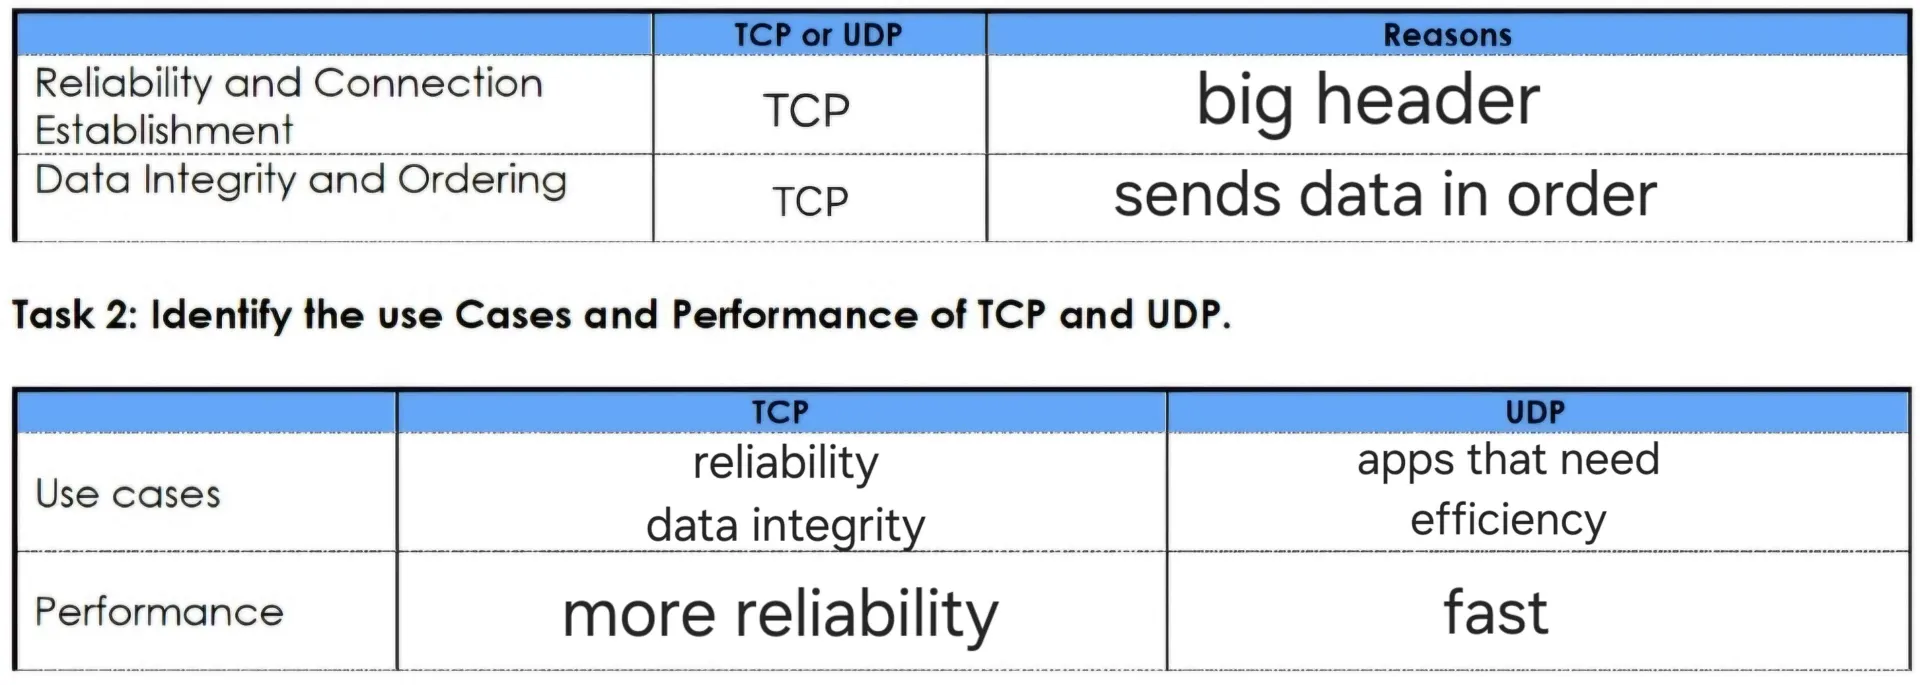 TCP or UDP Reasons
Reliability and Connection
Establishment
TCP big header
Data Integrity and Ordering
TCP sends data in order
Task 2: Identify the use Cases and Performance of TCP and UDP.
TCP UDP
Use cases
reliability
data integrity
apps that need
efficiency
Performance more reliability fast